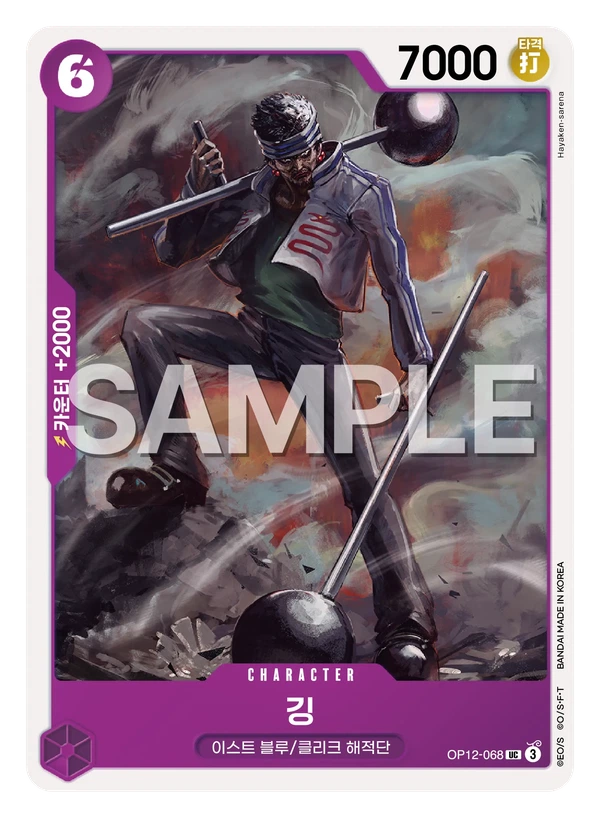 6
7000
타격
打
Hayaken-sarena
⚡카운터 +2000
SAMPLE
CHARACTER
깅
이스트 블루/클리크 해적단
OP12-068 UC 3
©EO/S ©O/S·F·T BANDAI MADE IN KOREA